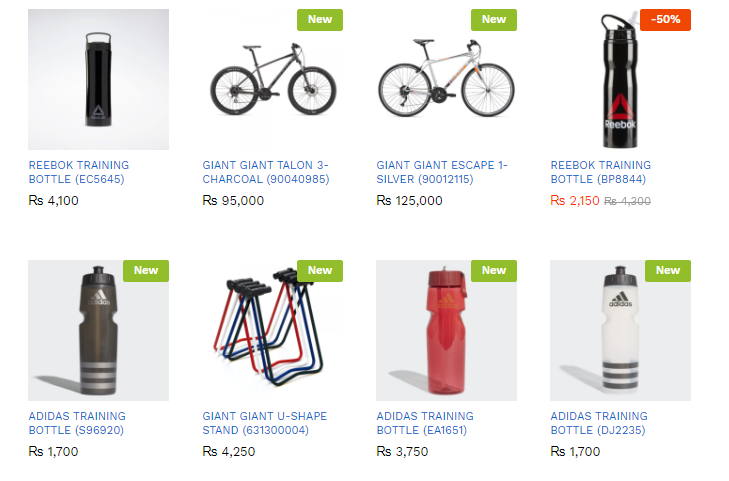 New
New
-50%
Reebok
REEBOK TRAINING
BOTTLE (EC5645)
Rs 4,100
GIANT GIANT TALON 3-
CHARCOAL (90040985)
Rs 95,000
GIANT GIANT ESCAPE 1-
SILVER (90012115)
Rs 125,000
REEBOK TRAINING
BOTTLE (BP8844)
Rs 2,150 Rs 4,300
New
New
New
New
adidas
adidas
ADIDAS TRAINING
BOTTLE (S96920)
Rs 1,700
GIANT GIANT U-SHAPE
STAND (631300004)
Rs 4,250
ADIDAS TRAINING
BOTTLE (EA1651)
Rs 3,750
ADIDAS TRAINING
BOTTLE (DJ2235)
Rs 1,700